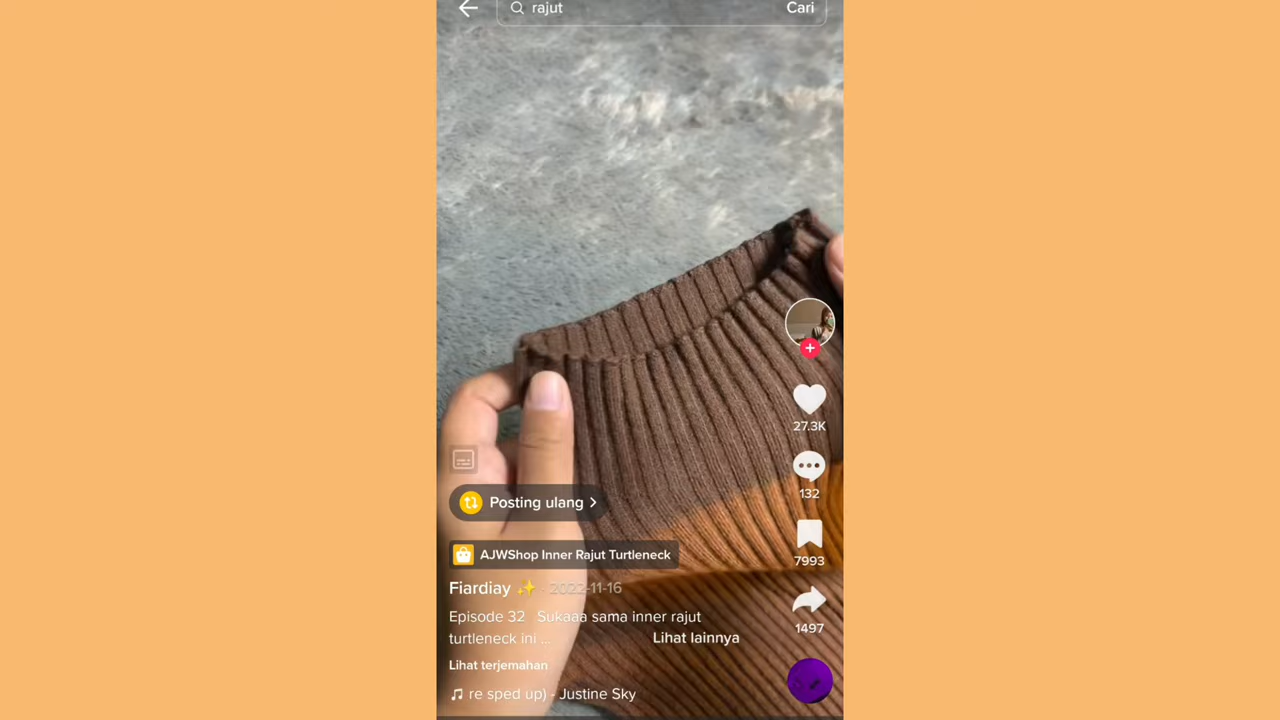 rajut
Cari
27.3K
132
7993
1497
Posting ulang
AJWShop Inner Rajut Turtleneck
Fiardiay ✨ · 2022-11-16
Episode 32 Sukaaa sama inner rajut
turtleneck ini ... Lihat lainnya
Lihat terjemahan
re sped up) - Justine Sky